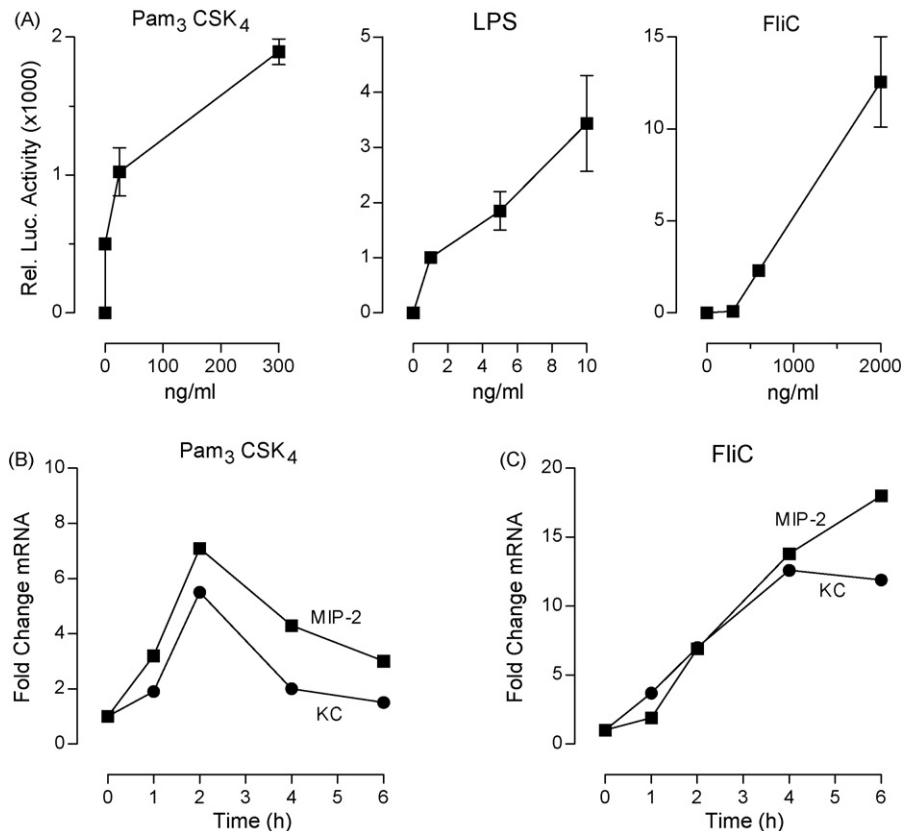 (A)
Pam3 CSK4
LPS
FliC
Rel. Luc. Activity (x1000)
2
1
0
5
4
3
2
1
0
15
10
5
0
0 100 200 300
ng/ml
0 2 4 6 8 10
ng/ml
0 1000 2000
ng/ml
(B)
Pam3 CSK4
Fold Change mRNA
10
8
6
4
2
0
MIP-2
KC
0 1 2 3 4 5 6
Time (h)
(C)
FliC
Fold Change mRNA
20
15
10
5
0
MIP-2
KC
0 1 2 3 4 5 6
Time (h)